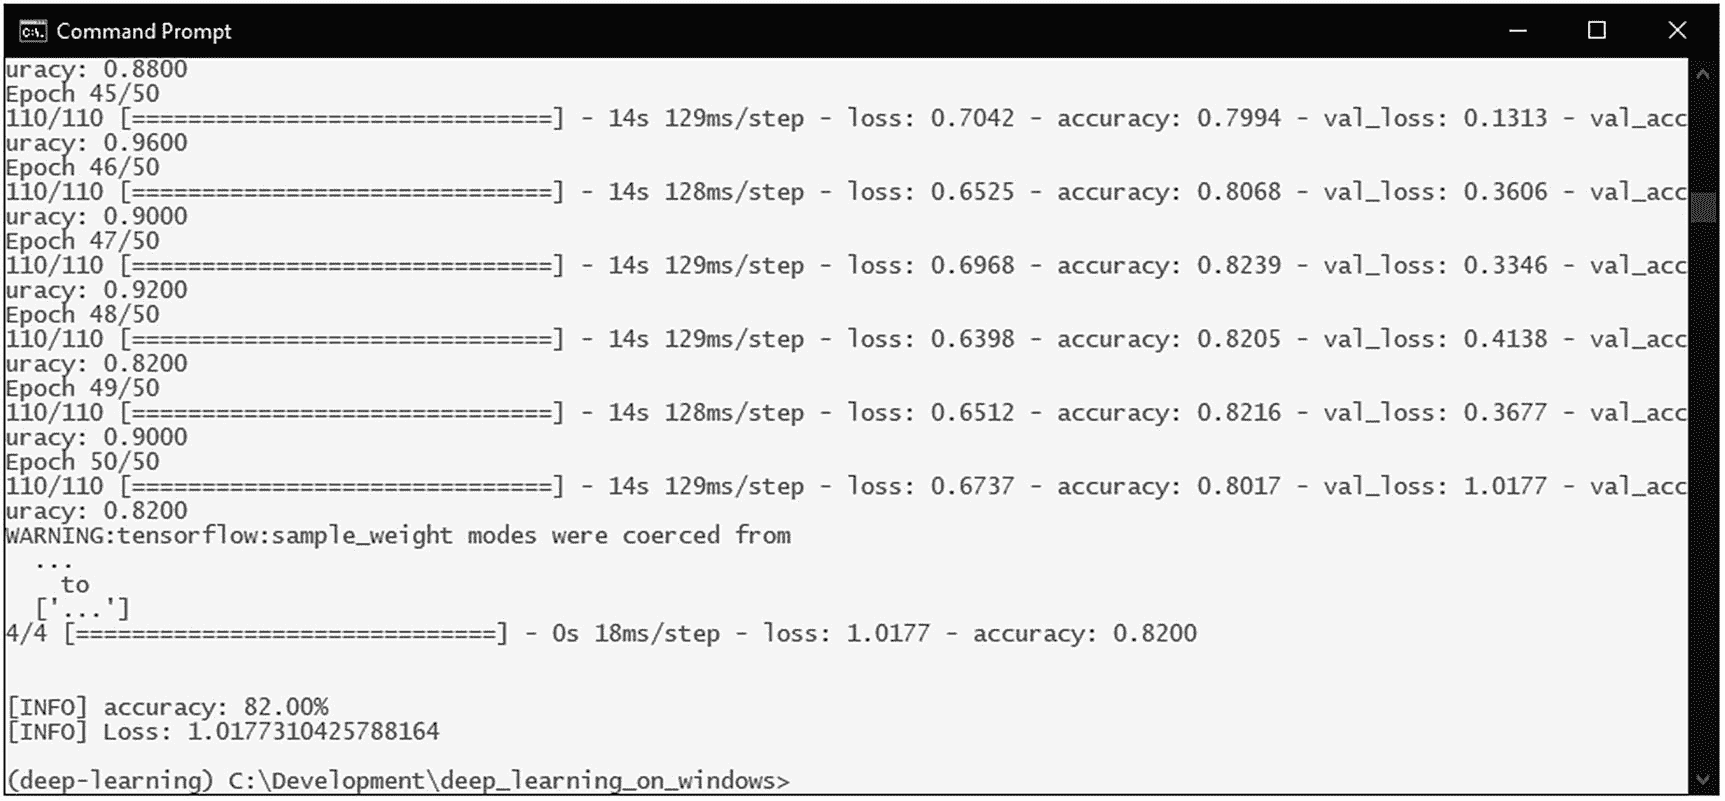 Command Prompt
uracy: 0.8800
Epoch 45/50
110/110 [==============================] - 14s 129ms/step - loss: 0.7042 - accuracy: 0.7994 - val_loss: 0.1313 - val_acc
uracy: 0.9600
Epoch 46/50
110/110 [==============================] - 14s 128ms/step - loss: 0.6525 - accuracy: 0.8068 - val_loss: 0.3606 - val_acc
uracy: 0.9000
Epoch 47/50
110/110 [==============================] - 14s 129ms/step - loss: 0.6968 - accuracy: 0.8239 - val_loss: 0.3346 - val_acc
uracy: 0.9200
Epoch 48/50
110/110 [==============================] - 14s 129ms/step - loss: 0.6398 - accuracy: 0.8205 - val_loss: 0.4138 - val_acc
uracy: 0.8200
Epoch 49/50
110/110 [==============================] - 14s 128ms/step - loss: 0.6512 - accuracy: 0.8216 - val_loss: 0.3677 - val_acc
uracy: 0.9000
Epoch 50/50
110/110 [==============================] - 14s 129ms/step - loss: 0.6737 - accuracy: 0.8017 - val_loss: 1.0177 - val_acc
uracy: 0.8200
WARNING:tensorflow:sample_weight modes were coerced from
...
to
['...']
4/4 [==============================] - 0s 18ms/step - loss: 1.0177 - accuracy: 0.8200
[INFO] accuracy: 82.00%
[INFO] Loss: 1.0177310425788164
(deep-learning) C:\Development\deep_learning_on_windows>